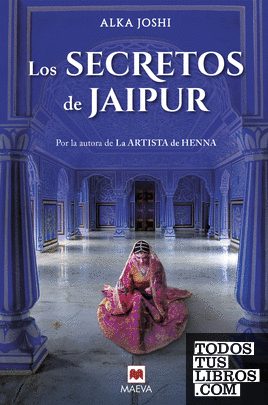 ALKA JOSHI
Los SECRETOS
de JAIPUR
Por la autora de La ARTISTA de HENNA
MAEVA
TODOS
TUS
LIBROS
.COM